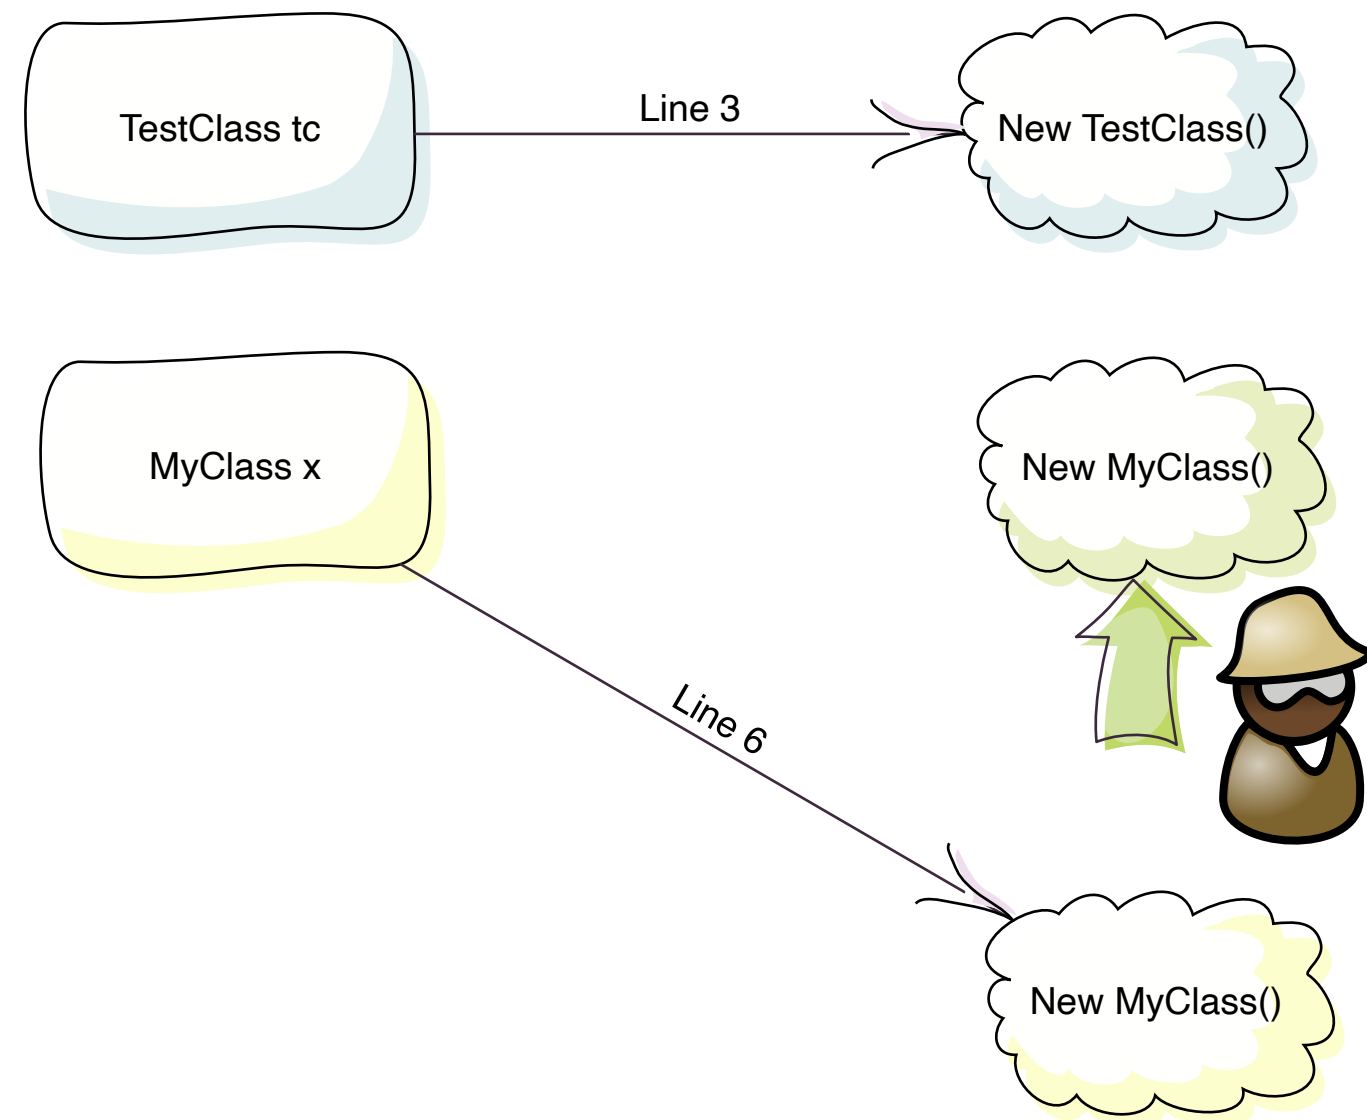 TestClass tc
Line 3
New TestClass()
MyClass x
New MyClass()
Line 6
New MyClass()